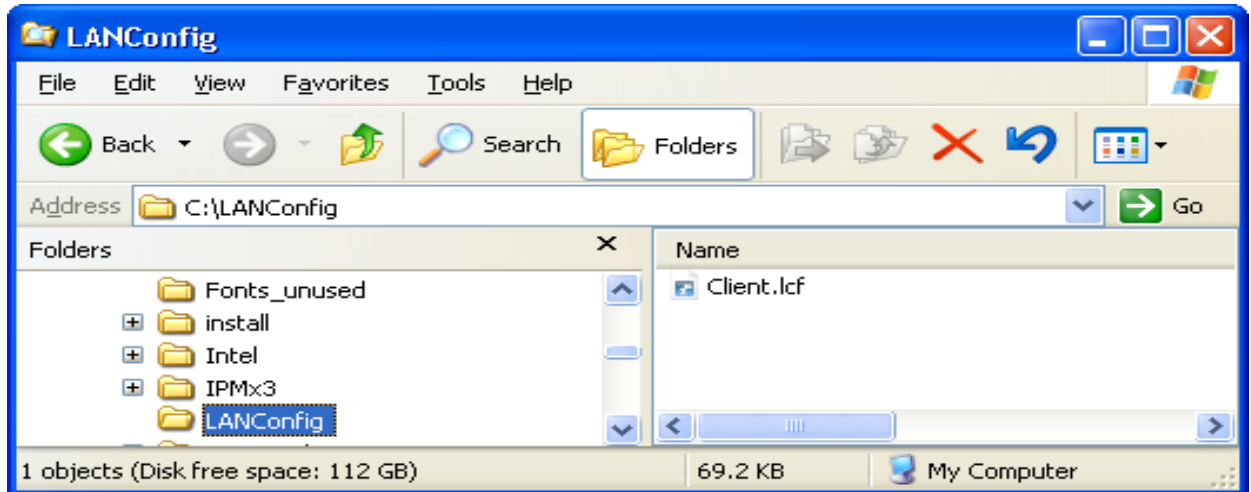 LANConfig
File Edit View Favorites Tools Help
Back Search Folders
Address C:\LANConfig Go
Folders Name
Fonts_unused Client.lcf
install
Intel
IPMx3
LANConfig
1 objects (Disk free space: 112 GB) 69.2 KB My Computer